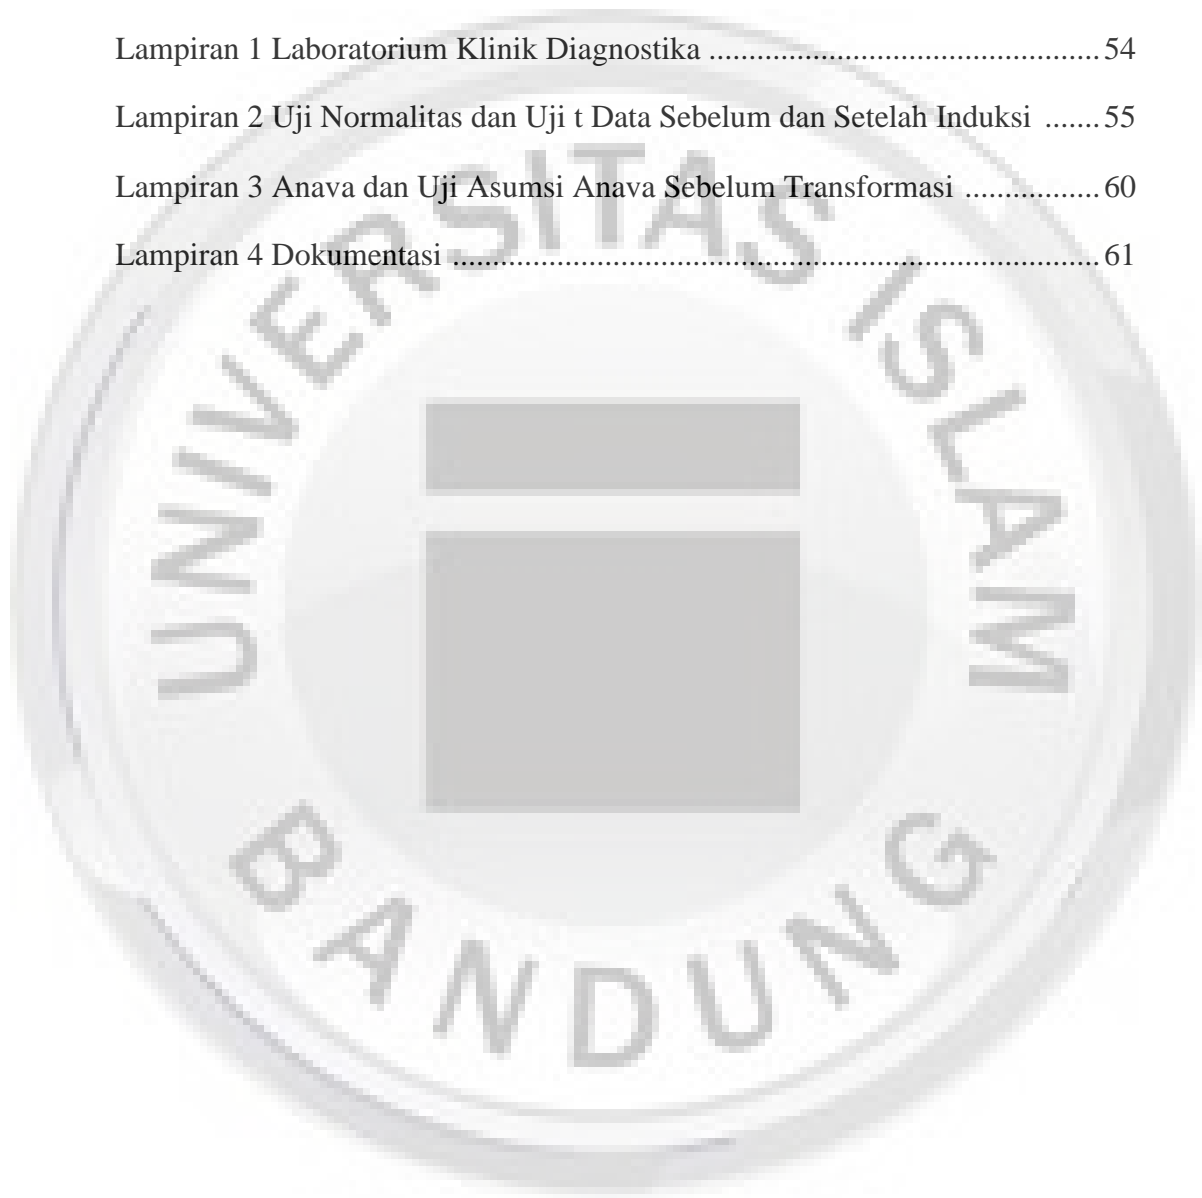 Lampiran 1 Laboratorium Klinik Diagnostika ................................................ 54
Lampiran 2 Uji Normalitas dan Uji t Data Sebelum dan Setelah Induksi ....... 55
Lampiran 3 Anava dan Uji Asumsi Anava Sebelum Transformasi ................. 60
Lampiran 4 Dokumentasi ................................................................................ 61
UNIVERSITAS ISLAM
BANDUNG